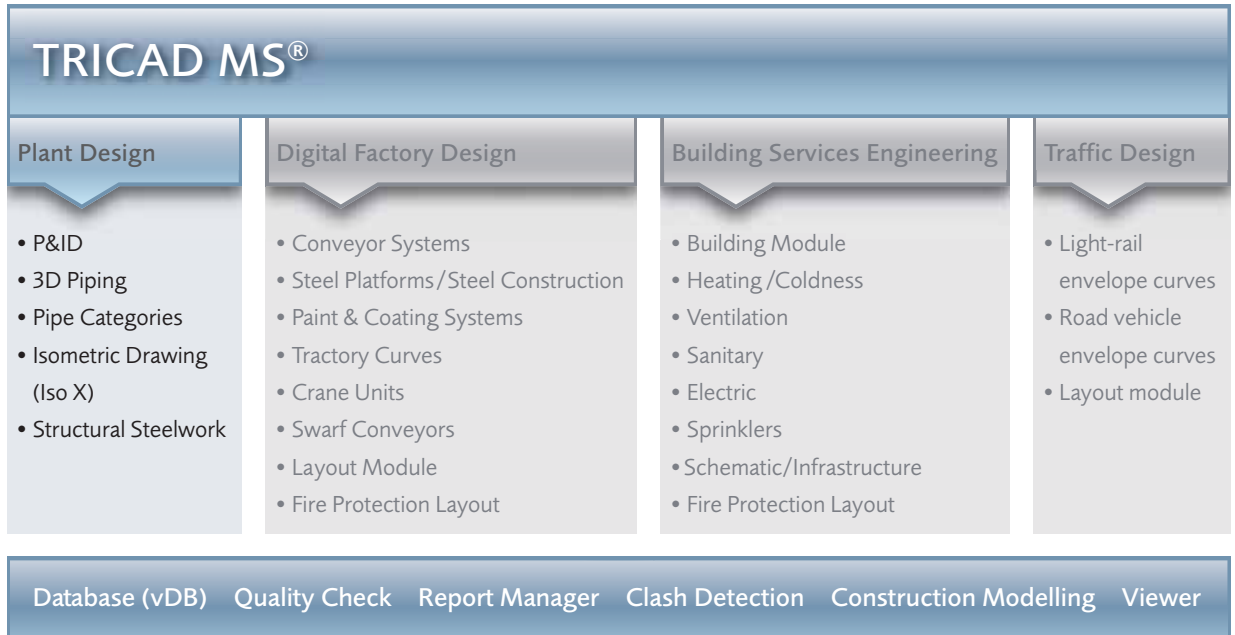 TRICAD MS®
Plant Design
• P&ID
• 3D Piping
• Pipe Categories
• Isometric Drawing
(Iso X)
• Structural Steelwork
Digital Factory Design
• Conveyor Systems
• Steel Platforms/Steel Construction
• Paint & Coating Systems
• Tractory Curves
• Crane Units
• Swarf Conveyors
• Layout Module
• Fire Protection Layout
Building Services Engineering
• Building Module
• Heating/Coldness
• Ventilation
• Sanitary
• Electric
• Sprinklers
• Schematic/Infrastructure
• Fire Protection Layout
Traffic Design
• Light-rail
envelope curves
• Road vehicle
envelope curves
• Layout module
Database (vDB) Quality Check Report Manager Clash Detection Construction Modelling Viewer